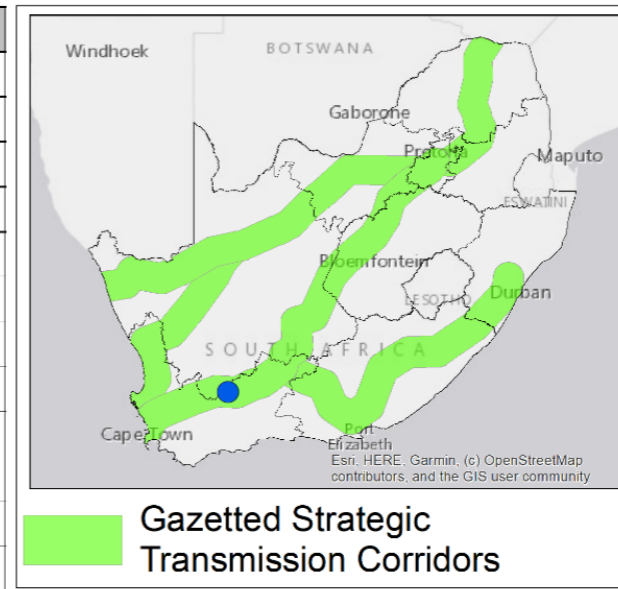 Windhoek
BOTSWANA
Gaborone
Pretoria
Maputo
ESWATINI
Bloemfontein
LESOTHO
Durban
SOUTH AFRICA
Cape Town
Port
Elizabeth
Esri, HERE, Garmin, (c) OpenStreetMap
contributors, and the GIS user community
Gazetted Strategic
Transmission Corridors